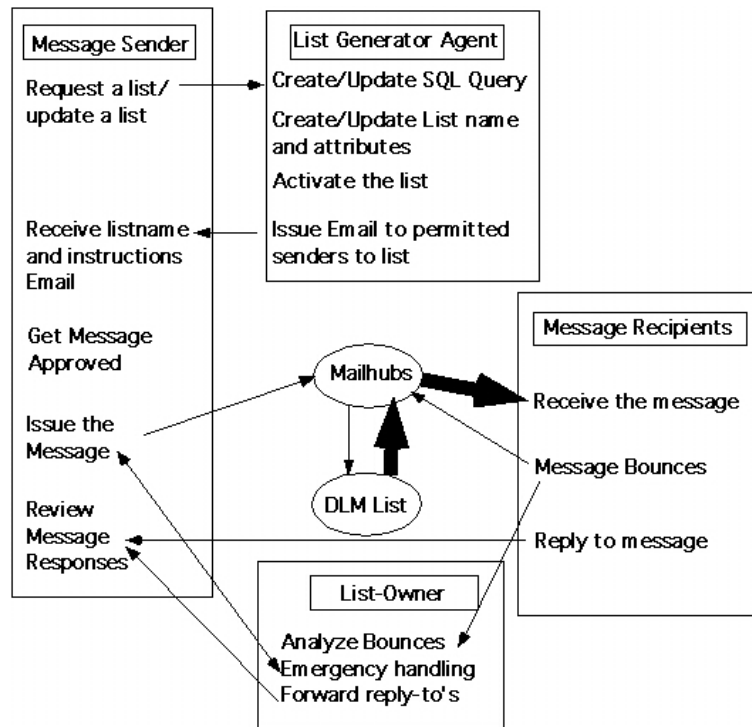 Message Sender
Request a list/
update a list
Receive listname
and instructions
Email
Get Message
Approved
Issue the
Message
Review
Message
Responses
List Generator Agent
Create/Update SQL Query
Create/Update List name
and attributes
Activate the list
Issue Email to permitted
senders to list
Mailhubs
DLM List
Message Recipients
Receive the message
Message Bounces
Reply to message
List-Owner
Analyze Bounces
Emergency handling
Forward reply-to's